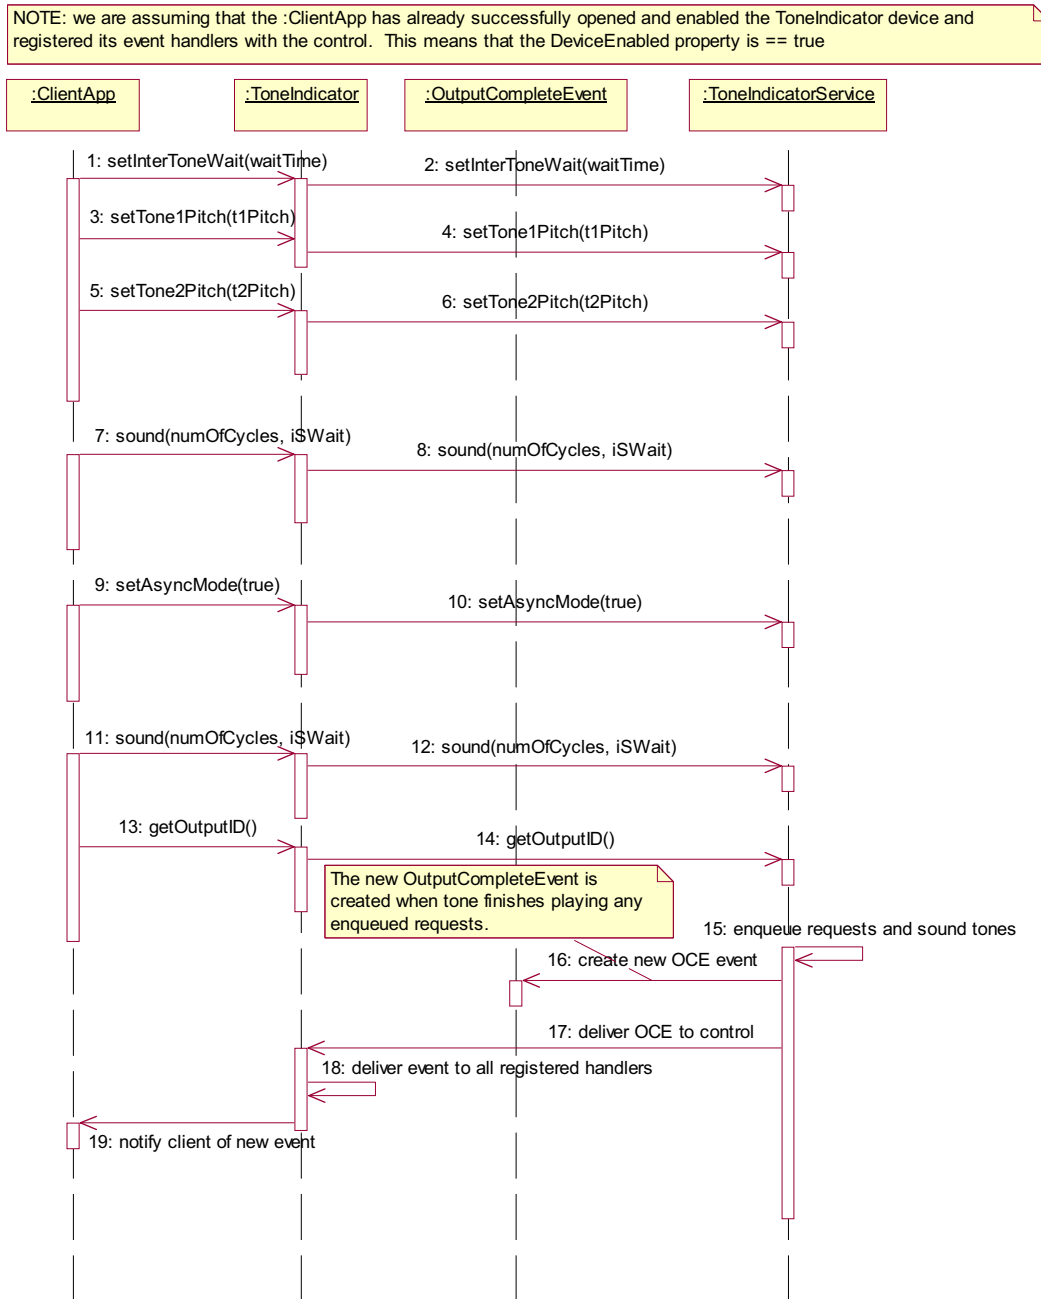 NOTE: we are assuming that the :ClientApp has already successfully opened and enabled the ToneIndicator device and
registered its event handlers with the control.  This means that the DeviceEnabled property is == true
:ClientApp
:ToneIndicator
:OutputCompleteEvent
:ToneIndicatorService
1: setInterToneWait(waitTime)
2: setInterToneWait(waitTime)
3: setTone1Pitch(t1Pitch)
4: setTone1Pitch(t1Pitch)
5: setTone2Pitch(t2Pitch)
6: setTone2Pitch(t2Pitch)
7: sound(numOfCycles, iSWait)
8: sound(numOfCycles, iSWait)
9: setAsyncMode(true)
10: setAsyncMode(true)
11: sound(numOfCycles, iSWait)
12: sound(numOfCycles, iSWait)
13: getOutputID()
14: getOutputID()
The new OutputCompleteEvent is
created when tone finishes playing any
enqueued requests.
15: enqueue requests and sound tones
16: create new OCE event
17: deliver OCE to control
18: deliver event to all registered handlers
19: notify client of new event